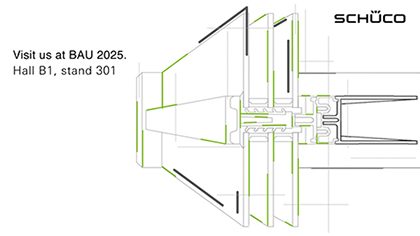 SCHÜCO
Visit us at BAU 2025.
Hall B1, stand 301